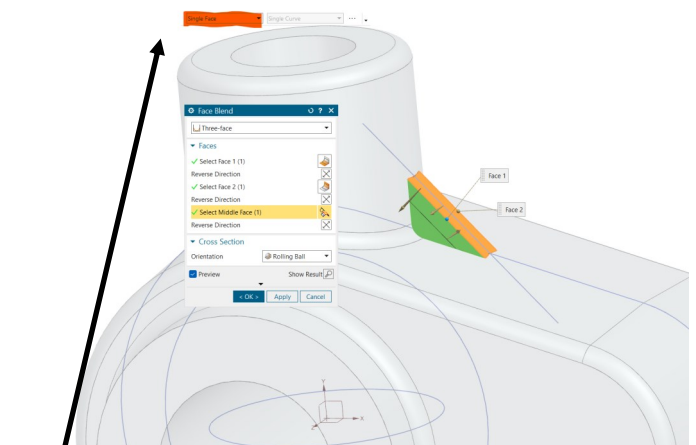 Single Face
Single Curve
Face Blend
Three-face
Faces
Select Face 1 (1)
Reverse Direction
Select Face 2 (1)
Reverse Direction
Select Middle Face (1)
Reverse Direction
Cross Section
Orientation Rolling Ball
Preview Show Result
< OK > Apply Cancel
Face 1
Face 2
Y
X
Z